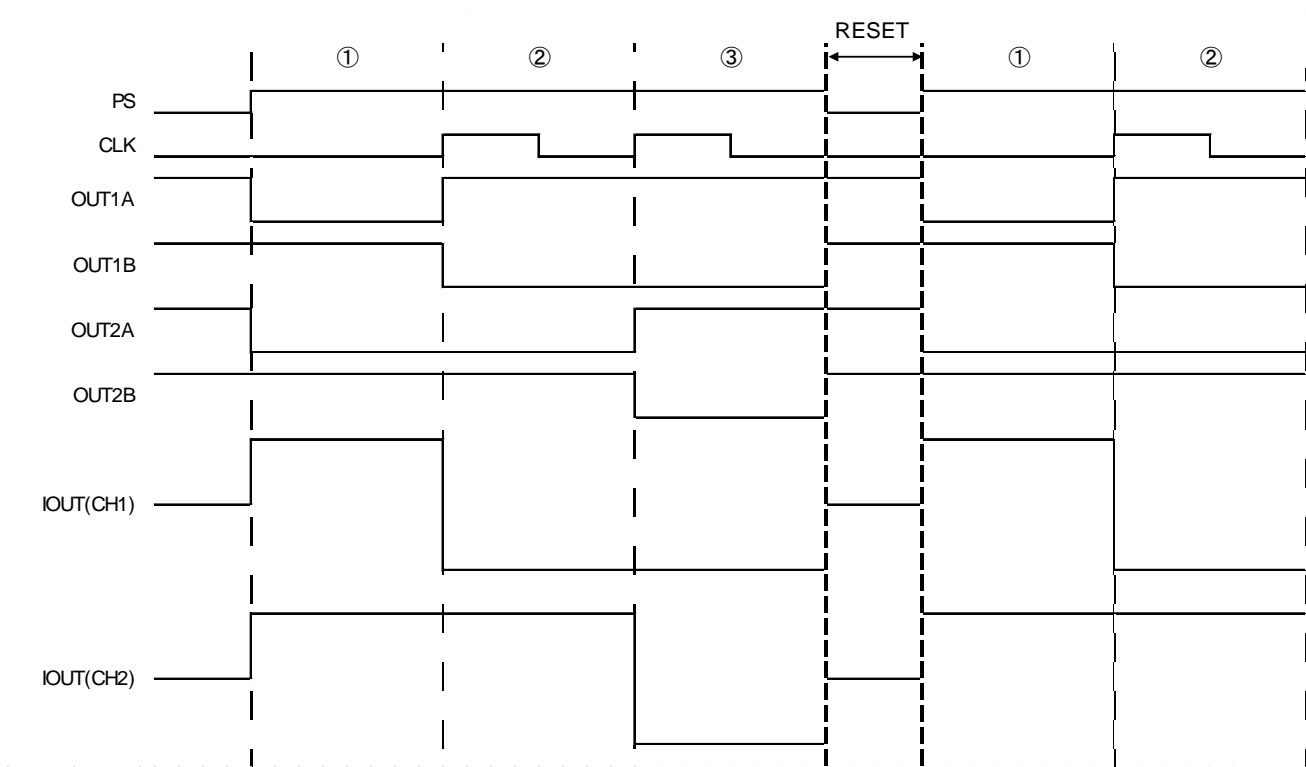 RESET
① ② ③ ① ②
PS
CLK
OUT1A
OUT1B
OUT2A
OUT2B
IOUT(CH1)
IOUT(CH2)